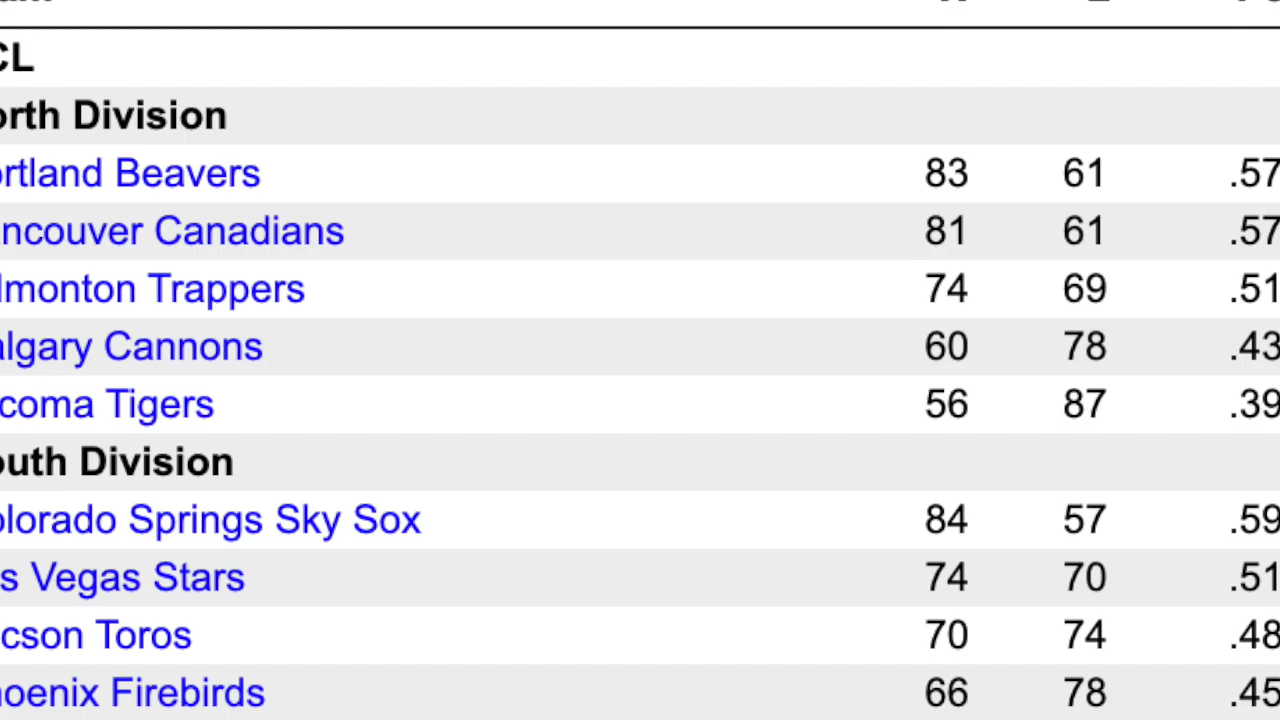 CL
orth Division
ortland Beavers 83 61 .57
ncouver Canadians 81 61 .57
lmonton Trappers 74 69 .51
algary Cannons 60 78 .43
coma Tigers 56 87 .39
outh Division
olorado Springs Sky Sox 84 57 .59
s Vegas Stars 74 70 .51
cson Toros 70 74 .48
hoenix Firebirds 66 78 .45